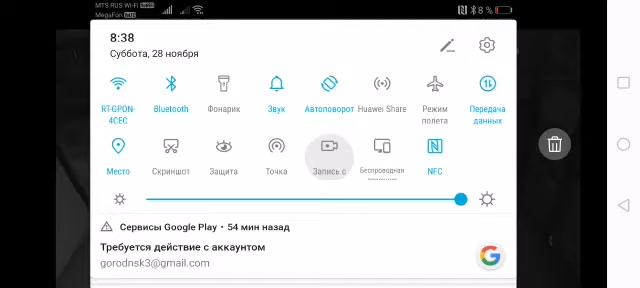 MTS RUS Wi-Fi VoWiFi
MegaFon VoLTE
8 %
8:38
Суббота, 28 ноября
RT-GPON-
4CEC
Bluetooth
Фонарик
Звук
Автоповорот
Huawei Share
Режим
полета
Передача
данных
Место
Скриншот
Защита
Точка
Запись с
Беспроводная
NFC
Сервисы Google Play • 54 мин назад
Требуется действие с аккаунтом
gorodnsk3@gmail.com